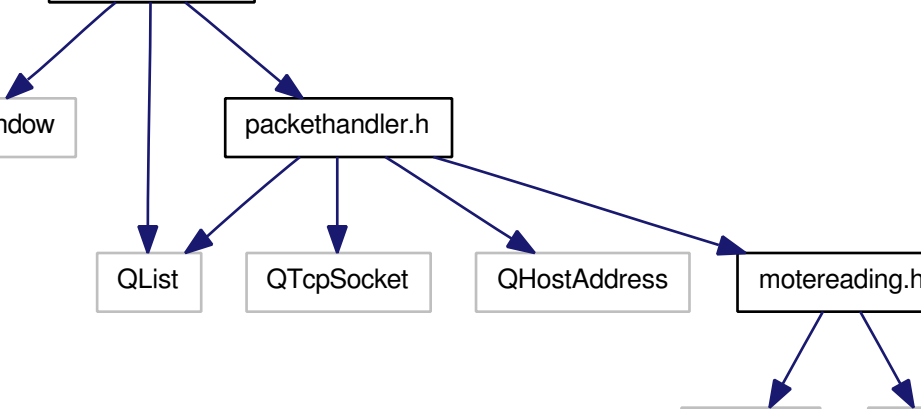 ndow
packethandler.h
QList
QTcpSocket
QHostAddress
motereading.h